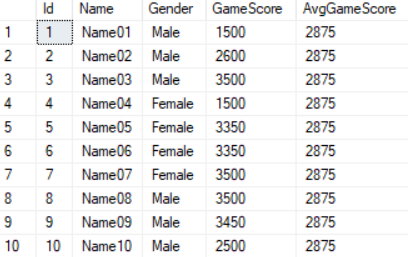 Id Name Gender GameScore AvgGameScore
1 1 Name01 Male 1500 2875
2 2 Name02 Male 2600 2875
3 3 Name03 Male 3500 2875
4 4 Name04 Female 1500 2875
5 5 Name05 Female 3350 2875
6 6 Name06 Female 3350 2875
7 7 Name07 Female 3500 2875
8 8 Name08 Male 3500 2875
9 9 Name09 Male 3450 2875
10 10 Name10 Male 2500 2875